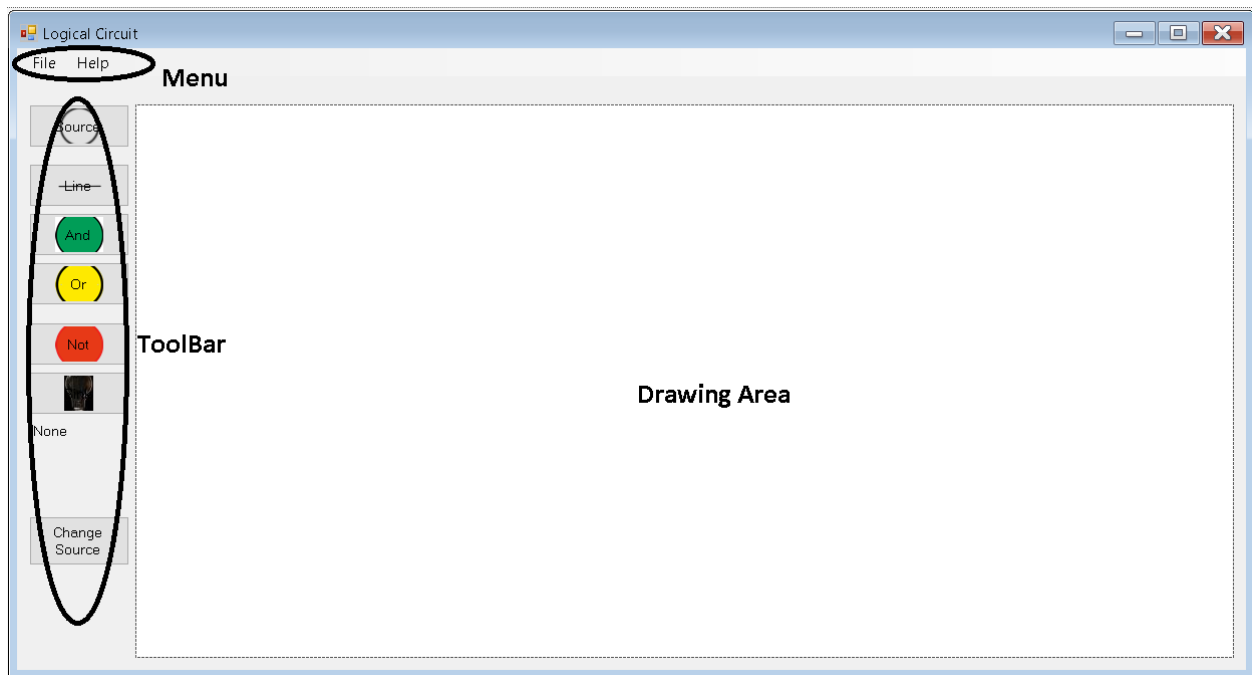 Logical Circuit
File Help
Menu
Source
Line
And
Or
Not
ToolBar
Drawing Area
None
Change
Source